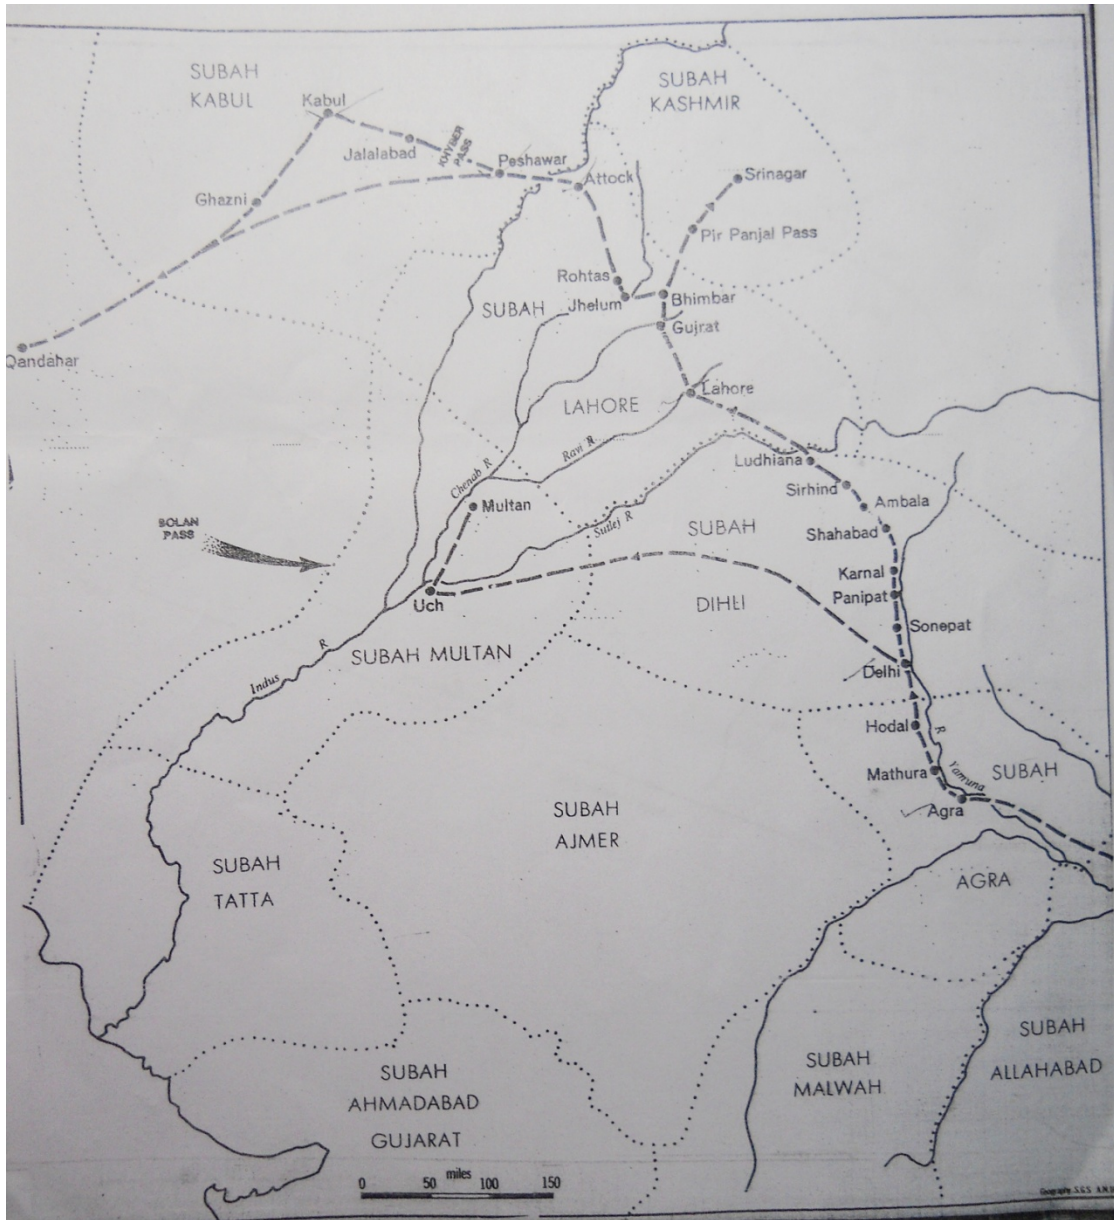 SUBAH
KABUL
Kabul
Jalalabad
KHYBER
PASS
Peshawar
Attock
SUBAH
KASHMIR
Srinagar
Ghazni
Pir Panjal Pass
Rohtas
Jhelum
Bhimbar
SUBAH
Gujrat
Qandahar
Lahore
LAHORE
Ravi R
Chenab R
Ludhiana
Sirhind
Ambala
Multan
Shahabad
SUBAH
Sutlej R
BOLAN
PASS
Karnal
Panipat
DIHLI
Uch
Sonepat
SUBAH MULTAN
Delhi
Indus R
Hodal
R
Mathura
Yamuna
SUBAH
Agra
SUBAH
AJMER
SUBAH
TATTA
AGRA
SUBAH
ALLAHABAD
SUBAH
MALWAH
SUBAH
AHMADABAD
GUJARAT
miles
0 50 100 150